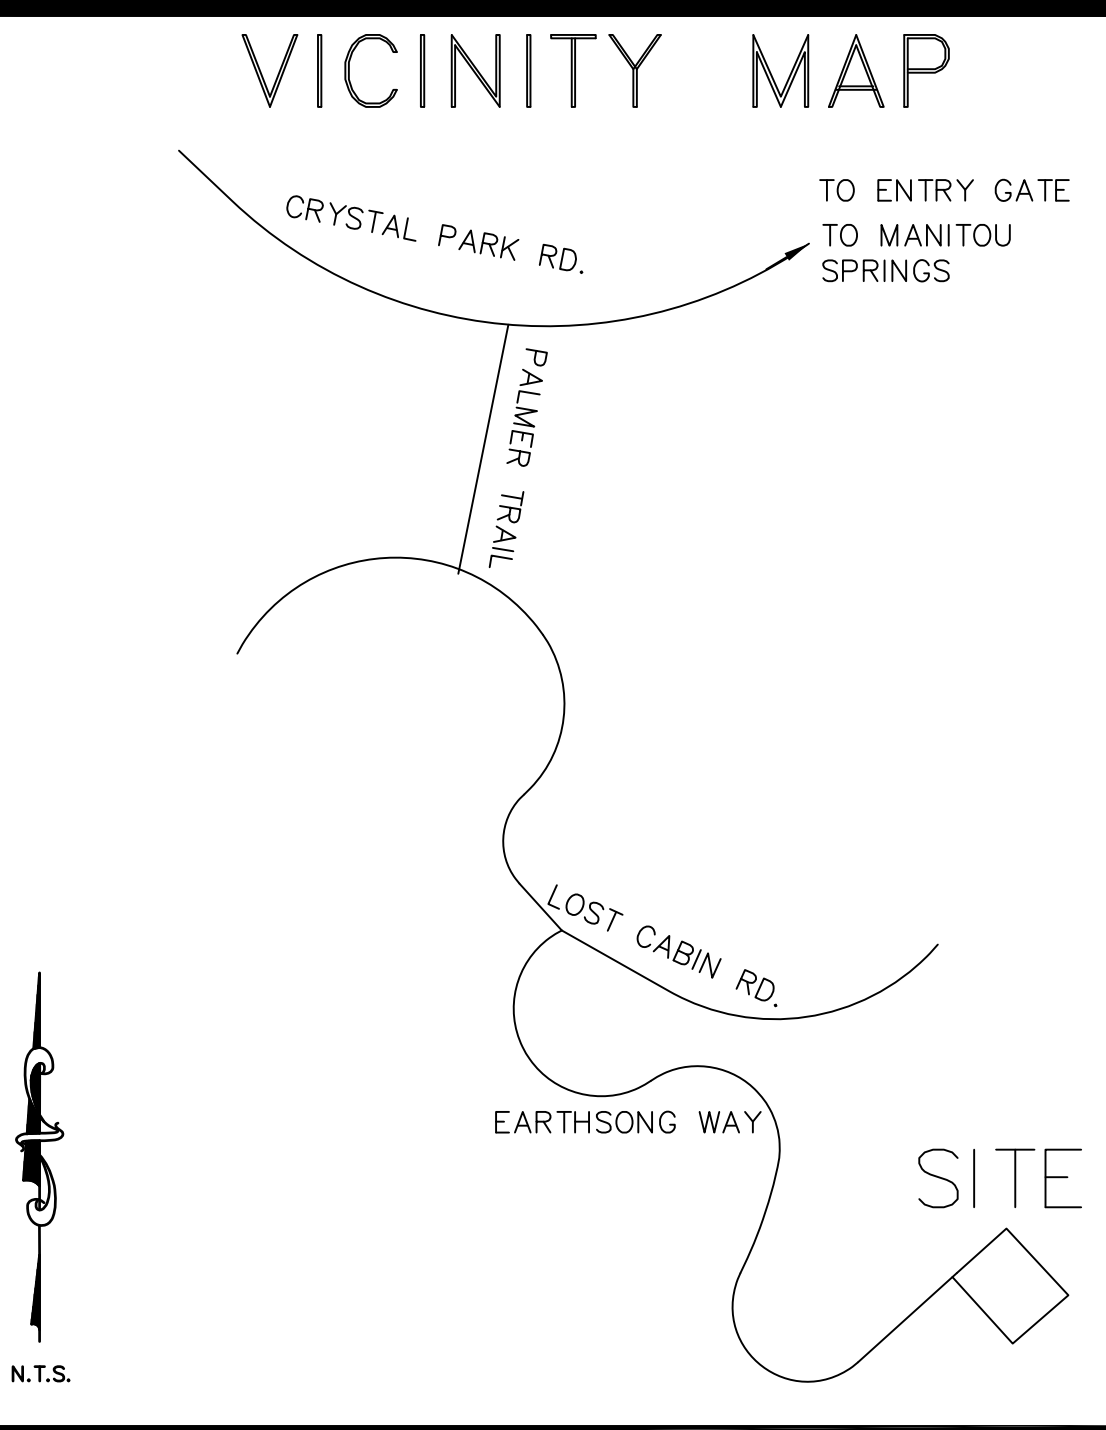 VICINITY MAP
CRYSTAL PARK RD.
TO ENTRY GATE
TO MANITOU
SPRINGS
PALMER TRAIL
LOST CABIN RD.
EARTHSONG WAY
SITE
N.T.S.